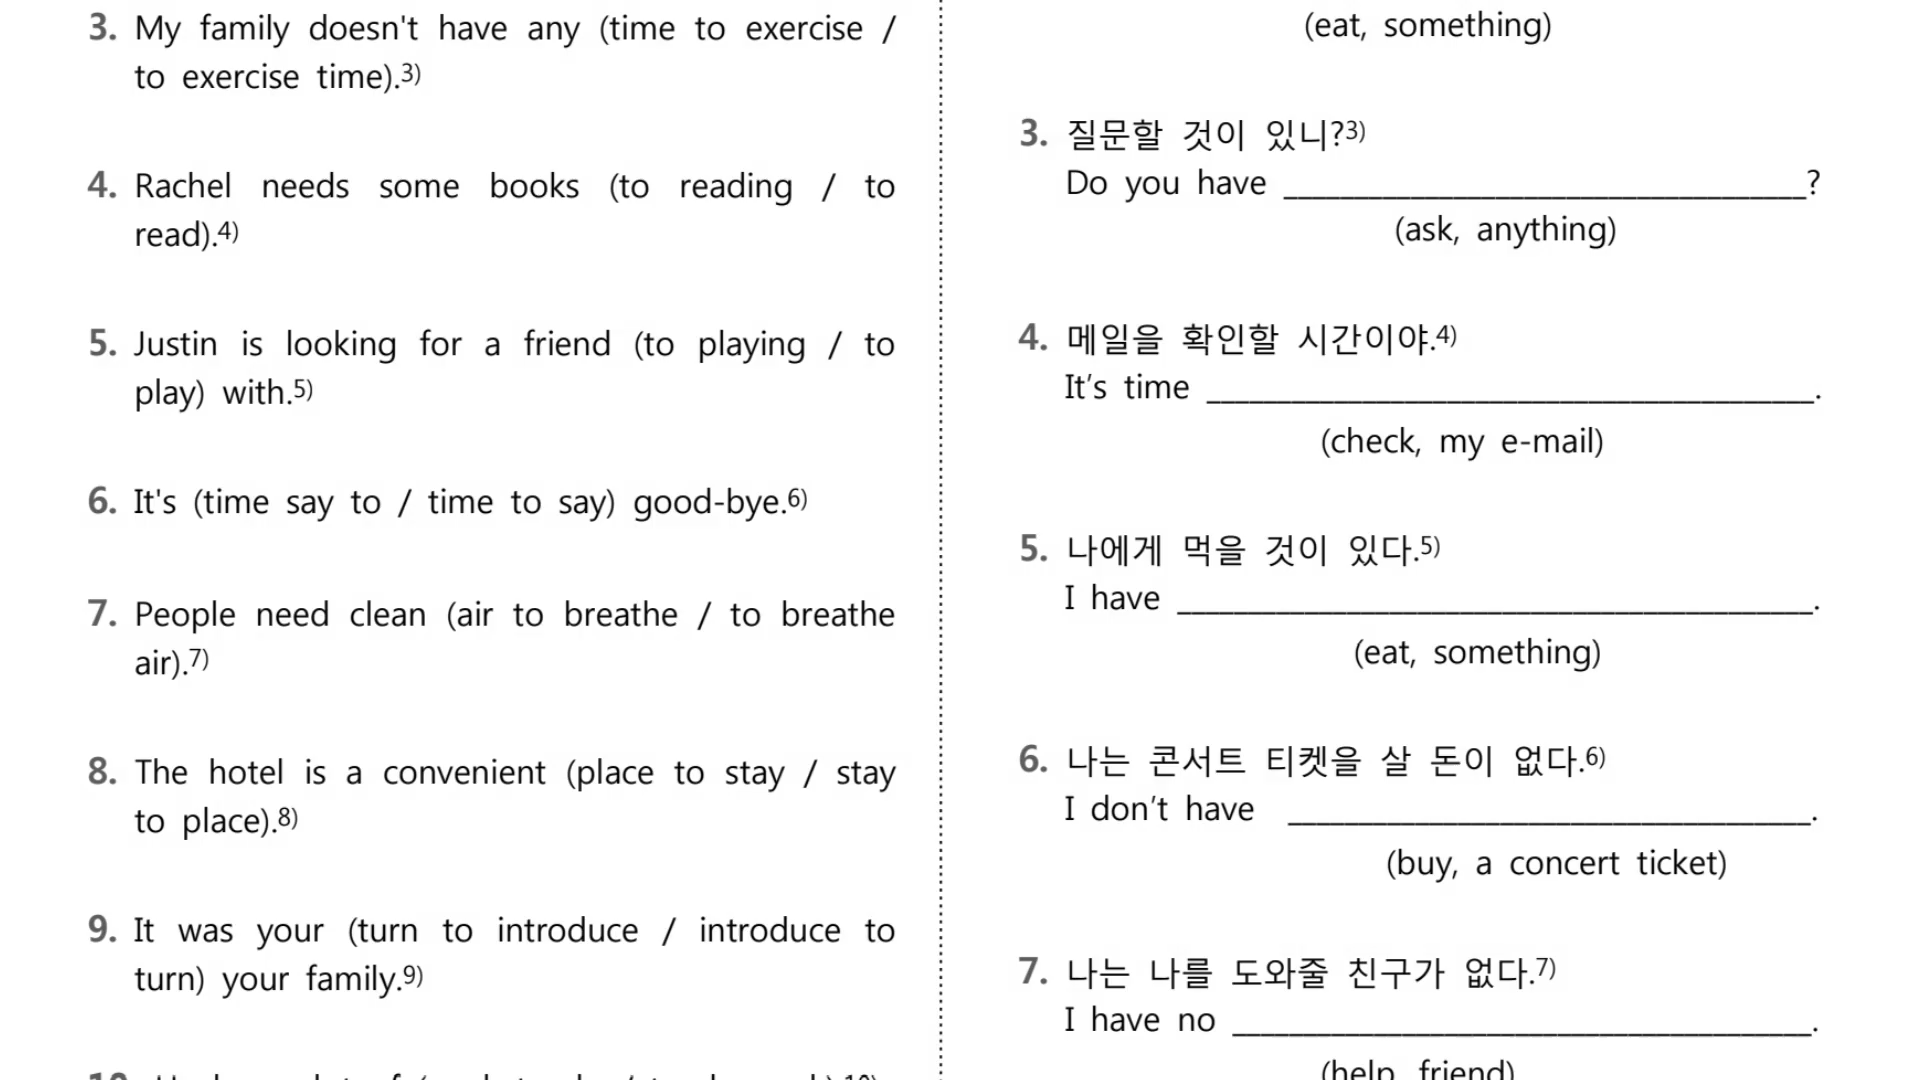 3. My family doesn't have any (time to exercise /
to exercise time).3)
4. Rachel needs some books (to reading / to
read).4)
5. Justin is looking for a friend (to playing / to
play) with.5)
6. It's (time say to / time to say) good-bye.6)
7. People need clean (air to breathe / to breathe
air).7)
8. The hotel is a convenient (place to stay / stay
to place).8)
9. It was your (turn to introduce / introduce to
turn) your family.9)
(eat, something)
3. 질문할 것이 있니?3)
Do you have ______________________________?
(ask, anything)
4. 메일을 확인할 시간이야.4)
It’s time ___________________________________.
(check, my e-mail)
5. 나에게 먹을 것이 있다.5)
I have _____________________________________.
(eat, something)
6. 나는 콘서트 티켓을 살 돈이 없다.6)
I don’t have ______________________________.
(buy, a concert ticket)
7. 나는 나를 도와줄 친구가 없다.7)
I have no __________________________________.
(help, friend)